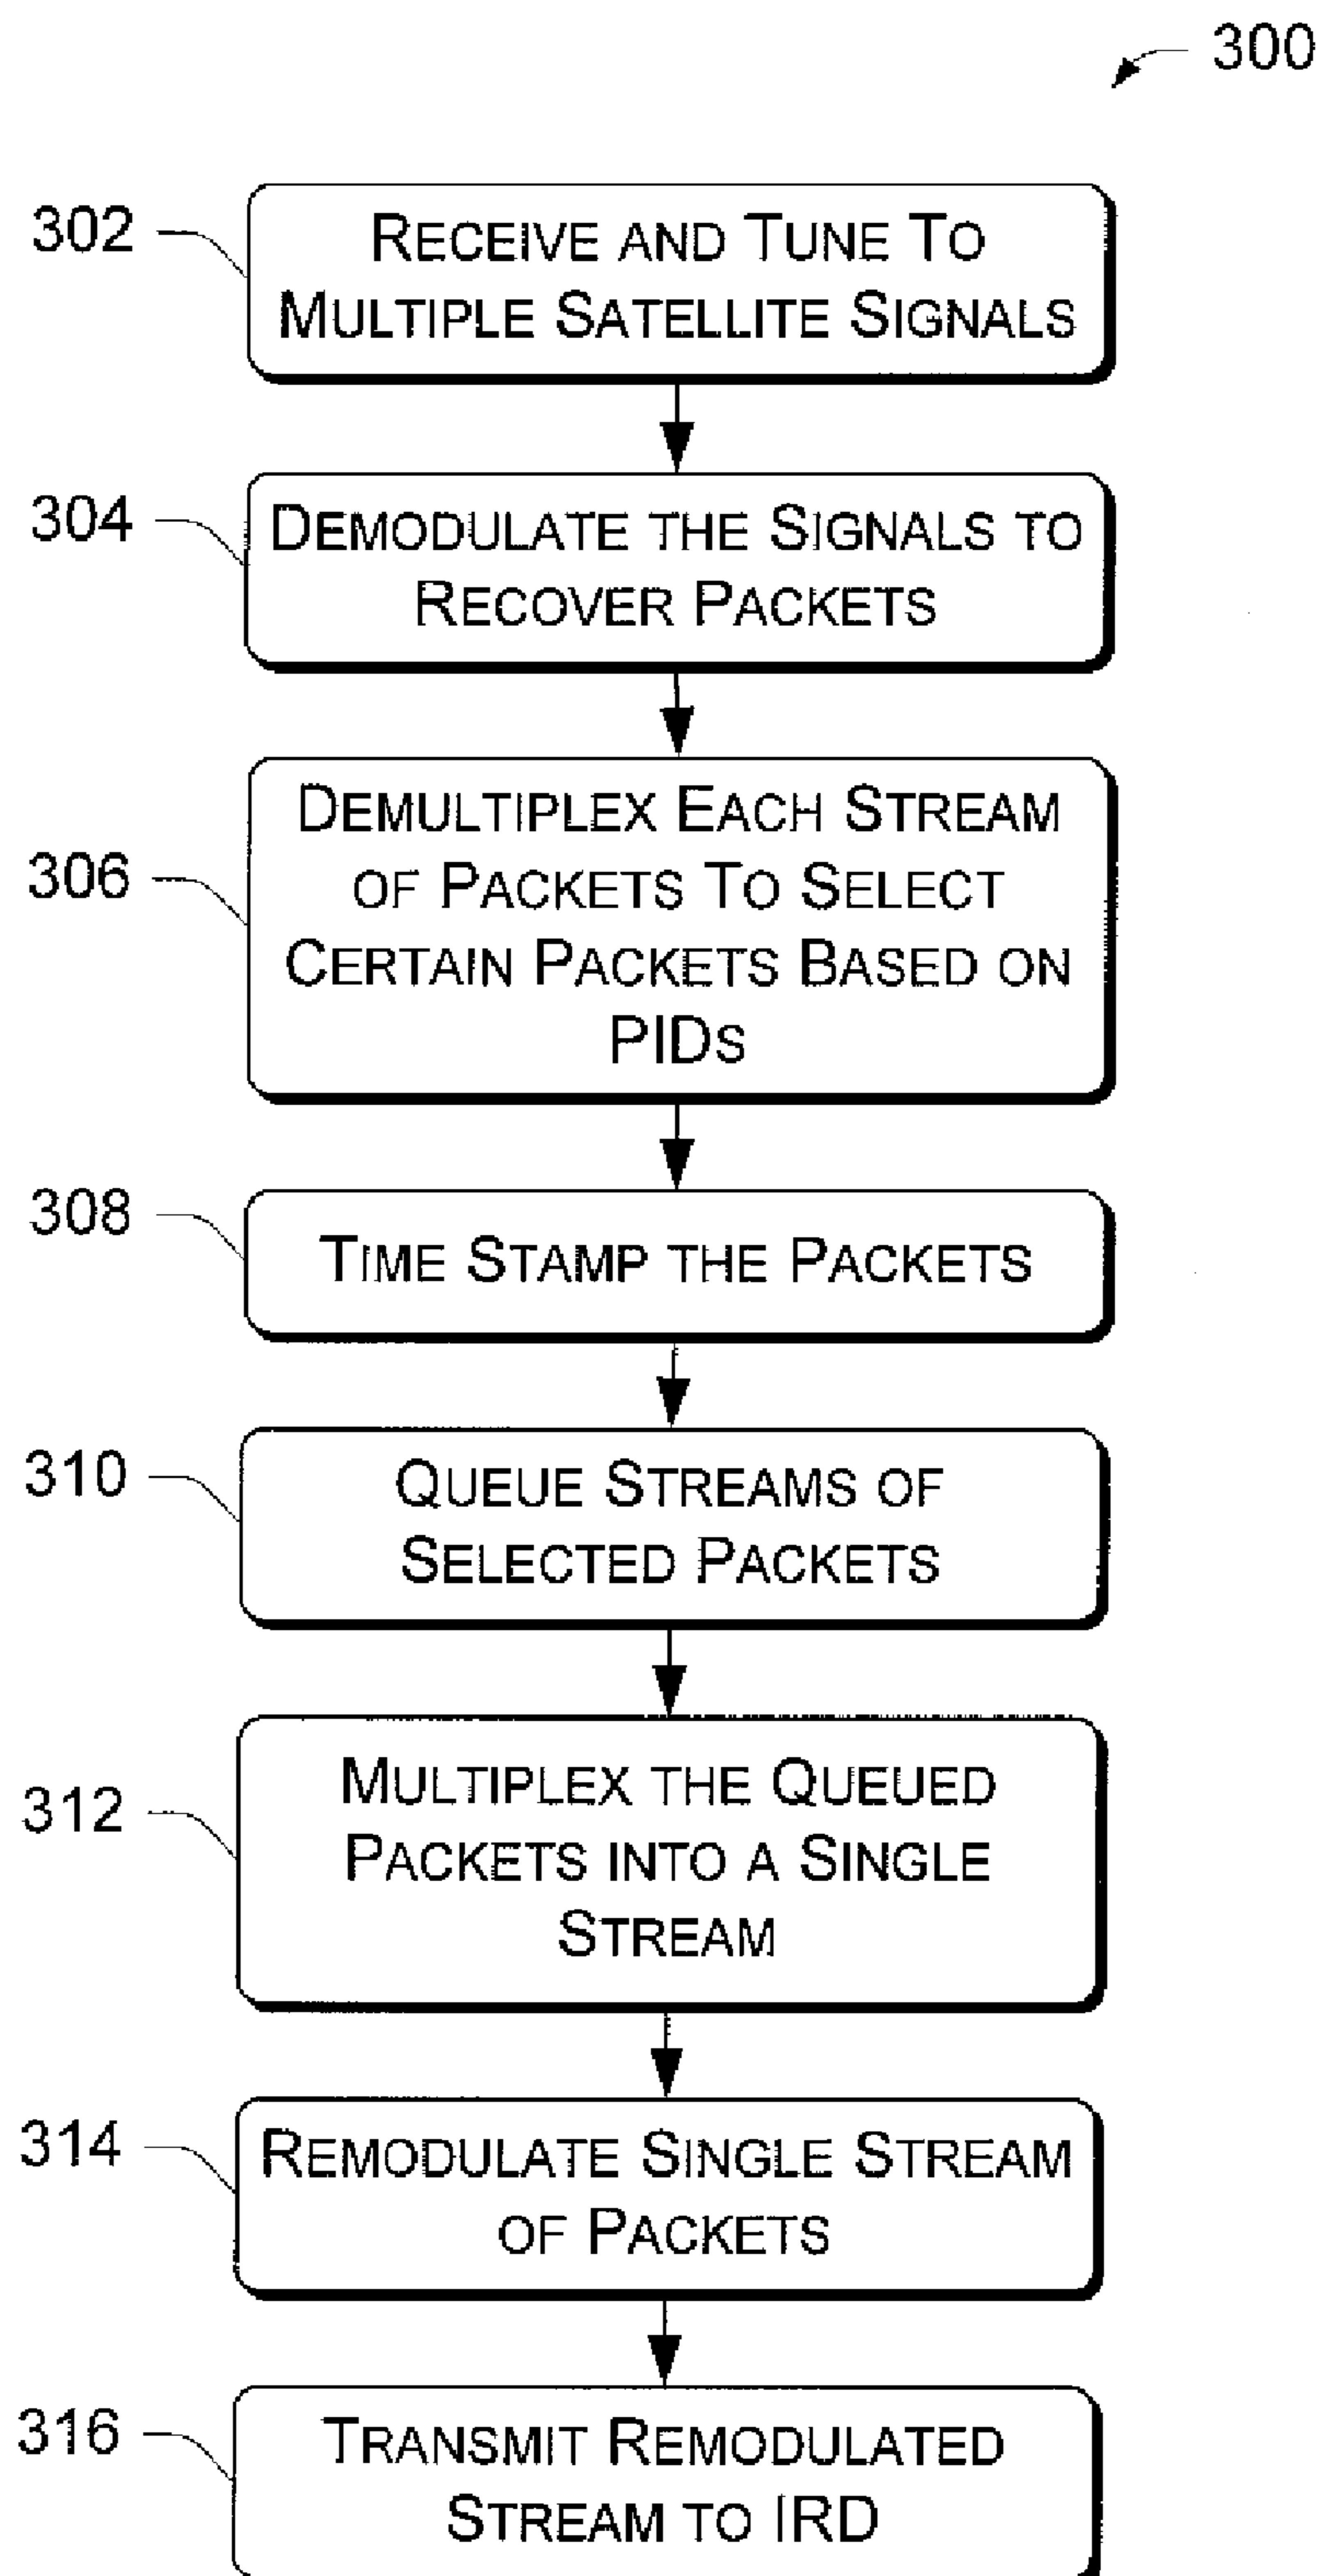 300
302
RECEIVE AND TUNE TO
MULTIPLE SATELLITE SIGNALS
304
DEMODULATE THE SIGNALS TO
RECOVER PACKETS
306
DEMULTIPLEX EACH STREAM
OF PACKETS TO SELECT
CERTAIN PACKETS BASED ON
PIDS
308
TIME STAMP THE PACKETS
310
QUEUE STREAMS OF
SELECTED PACKETS
312
MULTIPLEX THE QUEUED
PACKETS INTO A SINGLE
STREAM
314
REMODULATE SINGLE STREAM
OF PACKETS
316
TRANSMIT REMODULATED
STREAM TO IRD